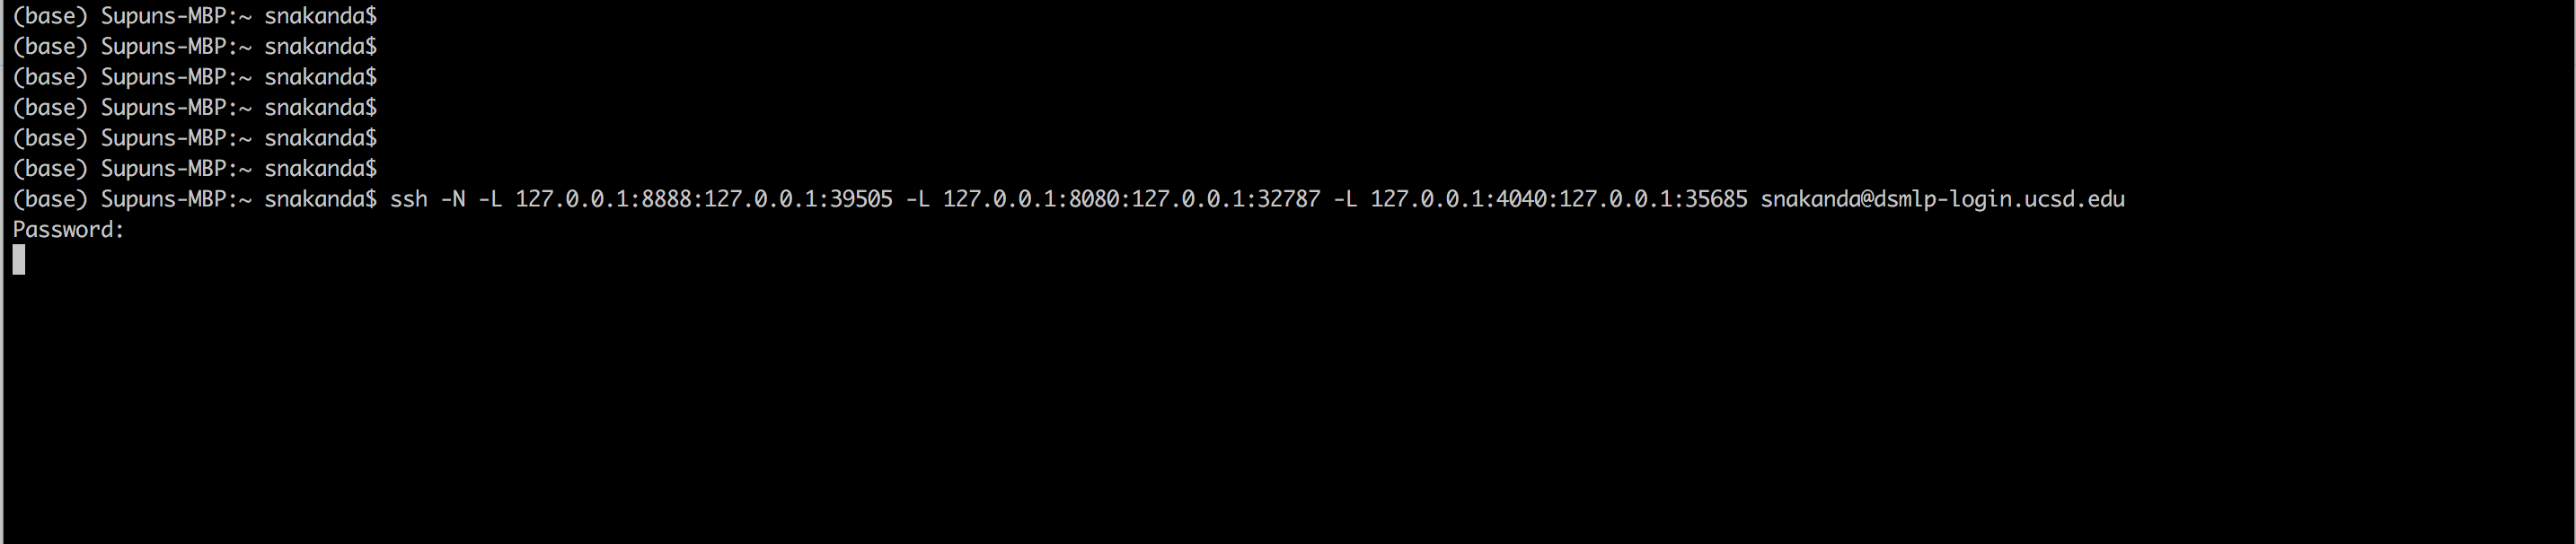 (base) Supuns-MBP:~ snakanda$
(base) Supuns-MBP:~ snakanda$
(base) Supuns-MBP:~ snakanda$
(base) Supuns-MBP:~ snakanda$
(base) Supuns-MBP:~ snakanda$
(base) Supuns-MBP:~ snakanda$
(base) Supuns-MBP:~ snakanda$ ssh -N -L 127.0.0.1:8888:127.0.0.1:39505 -L 127.0.0.1:8080:127.0.0.1:32787 -L 127.0.0.1:4040:127.0.0.1:35685 snakanda@dsmlp-login.ucsd.edu
Password: